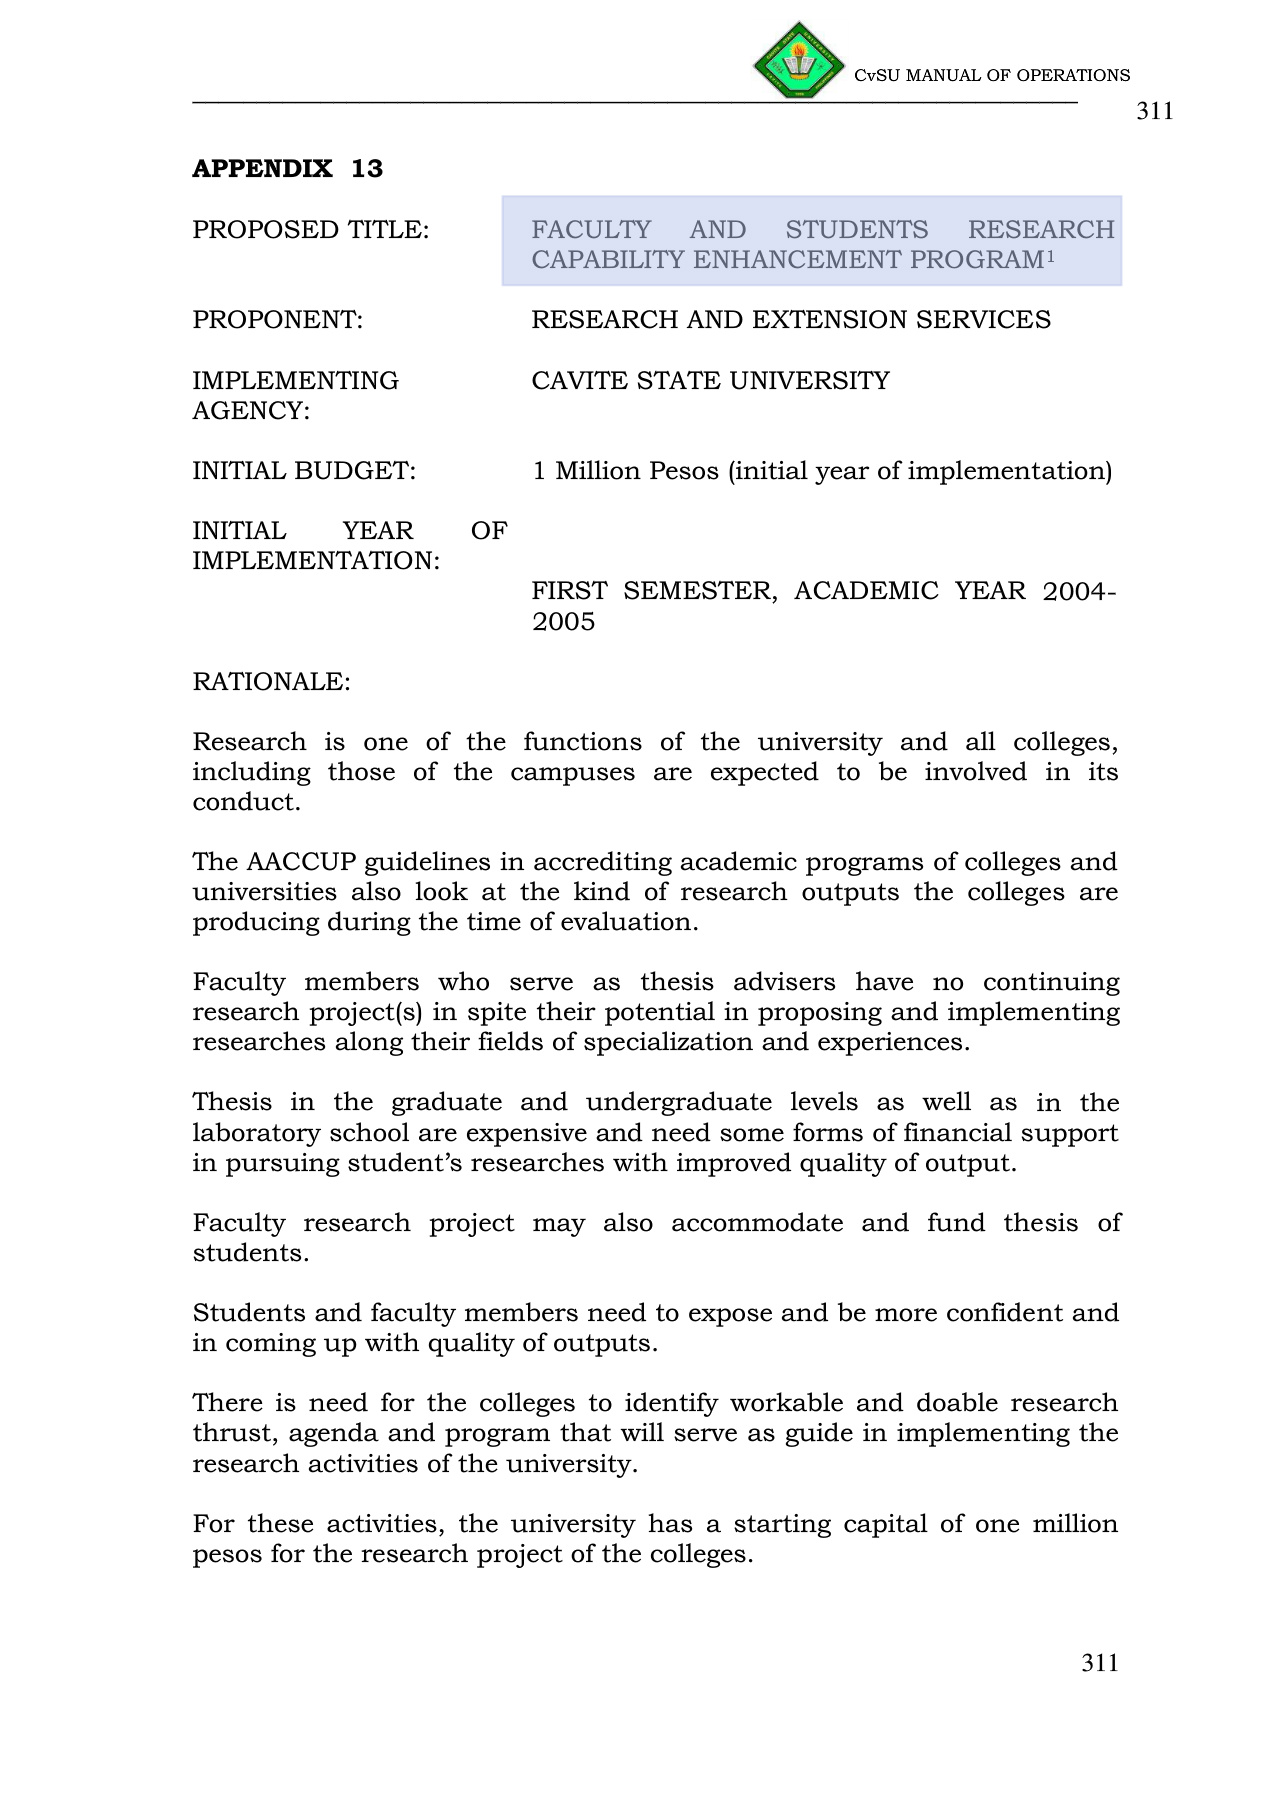 CvSU MANUAL OF OPERATIONS
311
APPENDIX 13
PROPOSED TITLE: FACULTY AND STUDENTS RESEARCH
CAPABILITY ENHANCEMENT PROGRAM1
PROPONENT: RESEARCH AND EXTENSION SERVICES
IMPLEMENTING CAVITE STATE UNIVERSITY
AGENCY:
INITIAL BUDGET: 1 Million Pesos (initial year of implementation)
INITIAL YEAR OF
IMPLEMENTATION:
FIRST SEMESTER, ACADEMIC YEAR 2004-
2005
RATIONALE:
Research is one of the functions of the university and all colleges,
including those of the campuses are expected to be involved in its
conduct.
The AACCUP guidelines in accrediting academic programs of colleges and
universities also look at the kind of research outputs the colleges are
producing during the time of evaluation.
Faculty members who serve as thesis advisers have no continuing
research project(s) in spite their potential in proposing and implementing
researches along their fields of specialization and experiences.
Thesis in the graduate and undergraduate levels as well as in the
laboratory school are expensive and need some forms of financial support
in pursuing student’s researches with improved quality of output.
Faculty research project may also accommodate and fund thesis of
students.
Students and faculty members need to expose and be more confident and
in coming up with quality of outputs.
There is need for the colleges to identify workable and doable research
thrust, agenda and program that will serve as guide in implementing the
research activities of the university.
For these activities, the university has a starting capital of one million
pesos for the research project of the colleges.
311